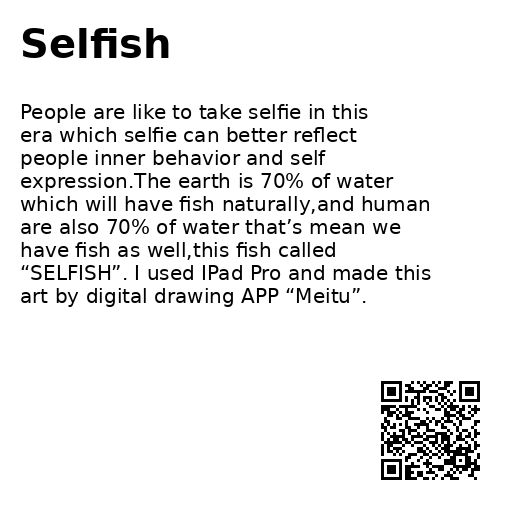 Selfish
People are like to take selfie in this
era which selfie can better reflect
people inner behavior and self
expression.The earth is 70% of water
which will have fish naturally,and human
are also 70% of water that’s mean we
have fish as well,this fish called
“SELFISH”. I used IPad Pro and made this
art by digital drawing APP “Meitu”.